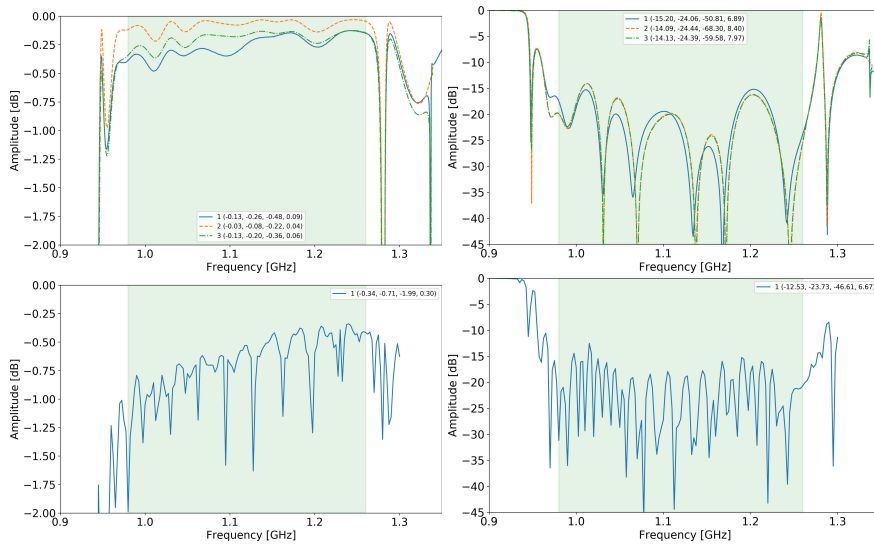 0.00
-0.25
-0.50
-0.75
-1.00
-1.25
-1.50
-1.75
-2.00
Amplitude [dB]
0.9 1.0 1.1 1.2 1.3
Frequency [GHz]
1 (-0.13, -0.26, -0.48, 0.09)
2 (-0.03, -0.08, -0.22, 0.04)
3 (-0.13, -0.20, -0.36, 0.06)
0
-5
-10
-15
-20
-25
-30
-35
-40
-45
Amplitude [dB]
0.9 1.0 1.1 1.2 1.3
Frequency [GHz]
1 (-15.20, -24.06, -50.81, 6.89)
2 (-14.09, -24.44, -68.30, 8.40)
3 (-14.13, -24.39, -59.58, 7.97)
0.00
-0.25
-0.50
-0.75
-1.00
-1.25
-1.50
-1.75
-2.00
Amplitude [dB]
0.9 1.0 1.1 1.2 1.3
Frequency [GHz]
1 (-0.34, -0.71, -1.99, 0.30)
0
-5
-10
-15
-20
-25
-30
-35
-40
-45
Amplitude [dB]
0.9 1.0 1.1 1.2 1.3
Frequency [GHz]
1 (-12.53, -23.73, -46.61, 6.67)